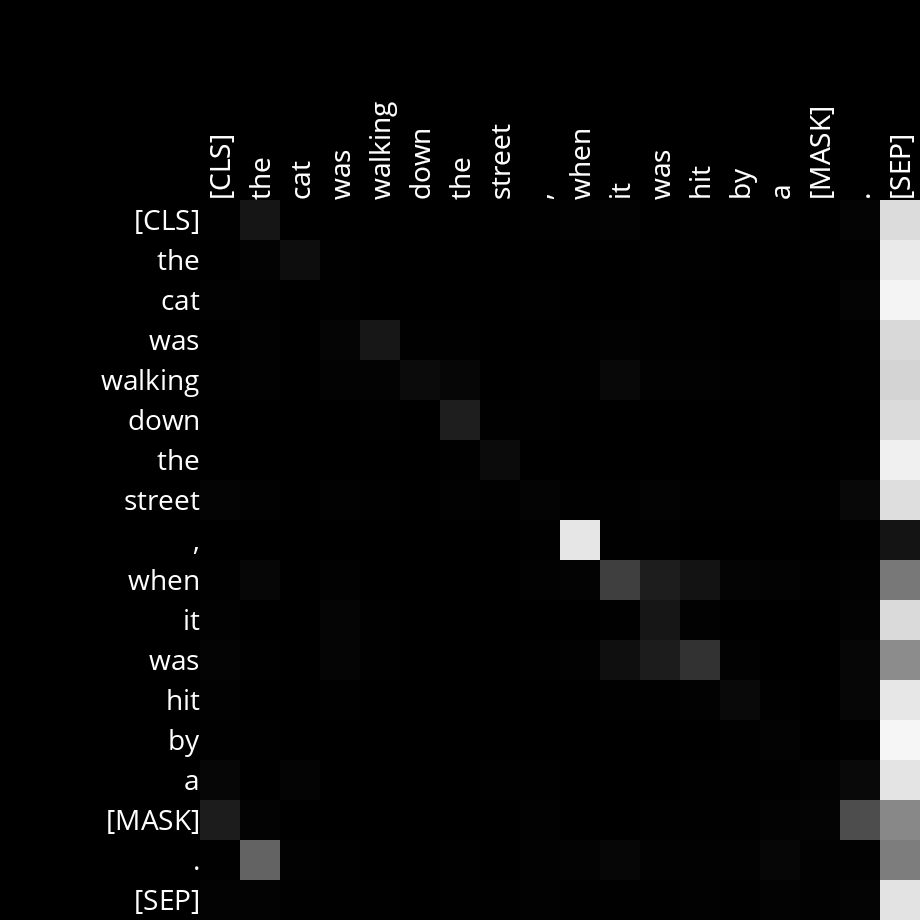 [CLS]
the
cat
was
walking
down
the
street
,
when
it
was
hit
by
a
[MASK]
.
[SEP]
[CLS]
the
cat
was
walking
down
the
street
,
when
it
was
hit
by
a
[MASK]
.
[SEP]